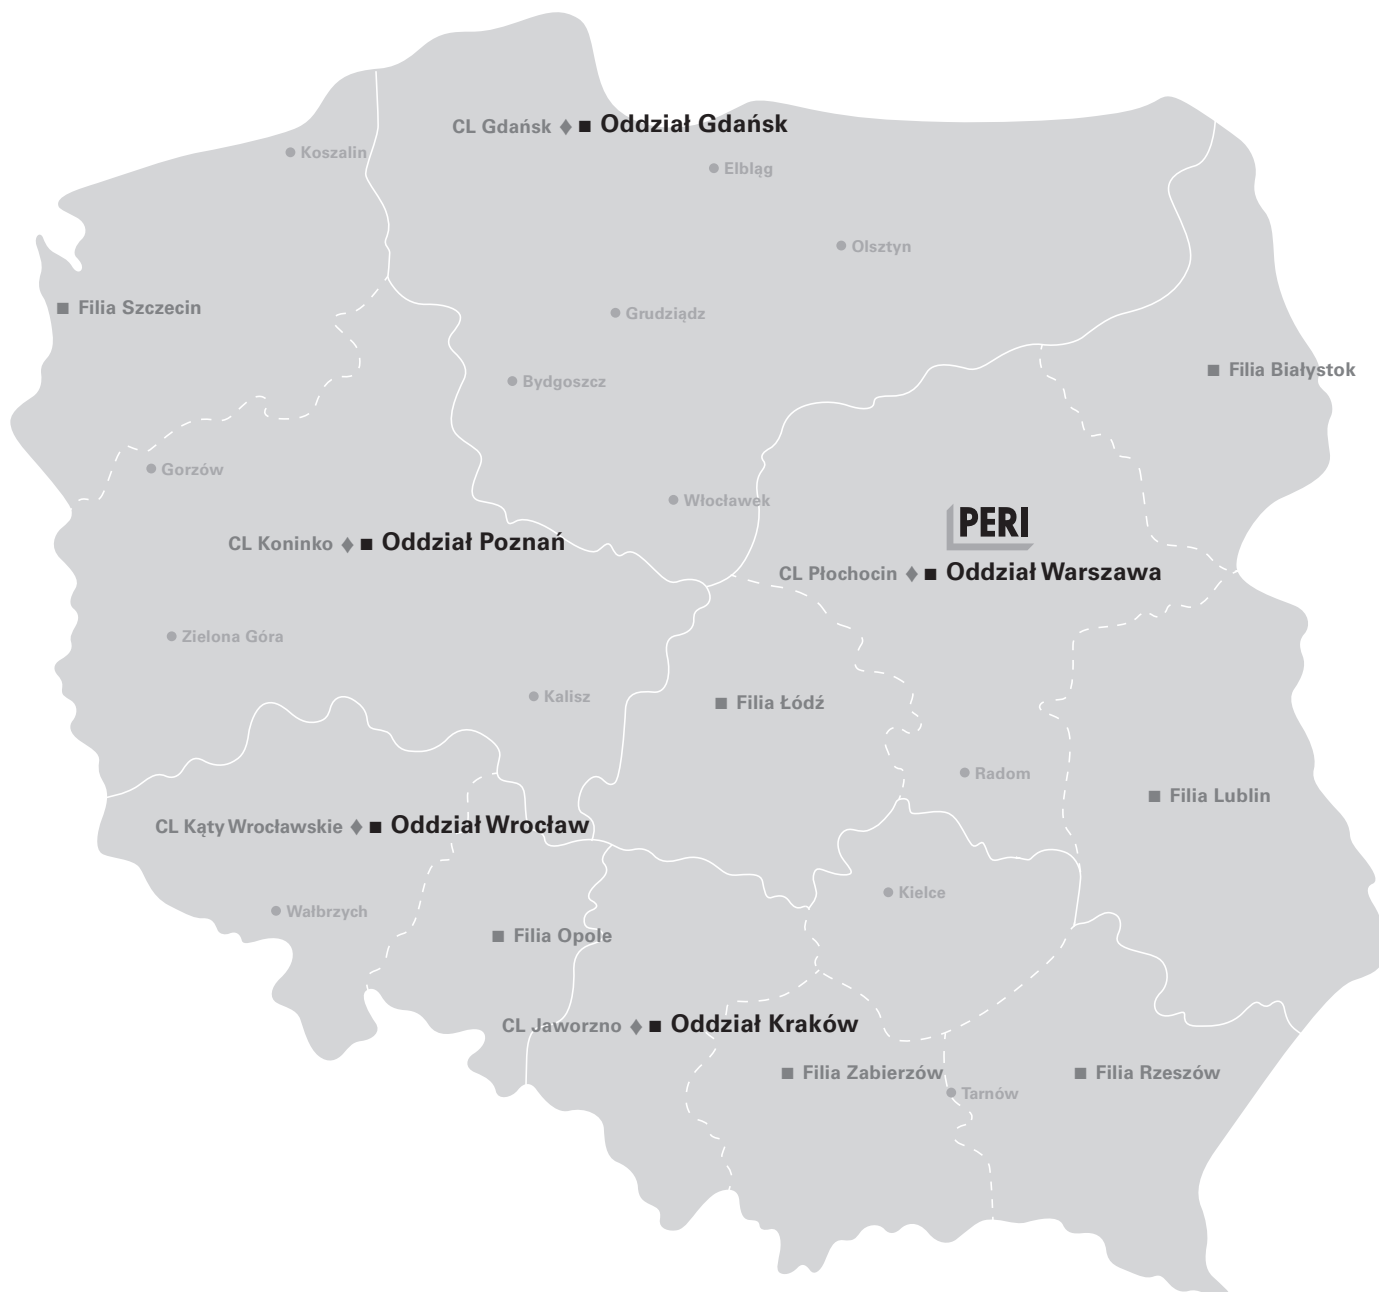 CL Gdańsk ♦ ■ Oddział Gdańsk
Koszalin
Elbląg
Olsztyn
■ Filia Szczecin
Grudziądz
■ Filia Białystok
Bydgoszcz
Gorzów
Włocławek
PERI
CL Koninko ♦ ■ Oddział Poznań
CL Płochocin ♦ ■ Oddział Warszawa
Zielona Góra
Kalisz
■ Filia Łódź
Radom
■ Filia Lublin
CL Kąty Wrocławskie ♦ ■ Oddział Wrocław
Kielce
Wałbrzych
■ Filia Opole
CL Jaworzno ♦ ■ Oddział Kraków
■ Filia Zabierzów
■ Filia Rzeszów
Tarnów